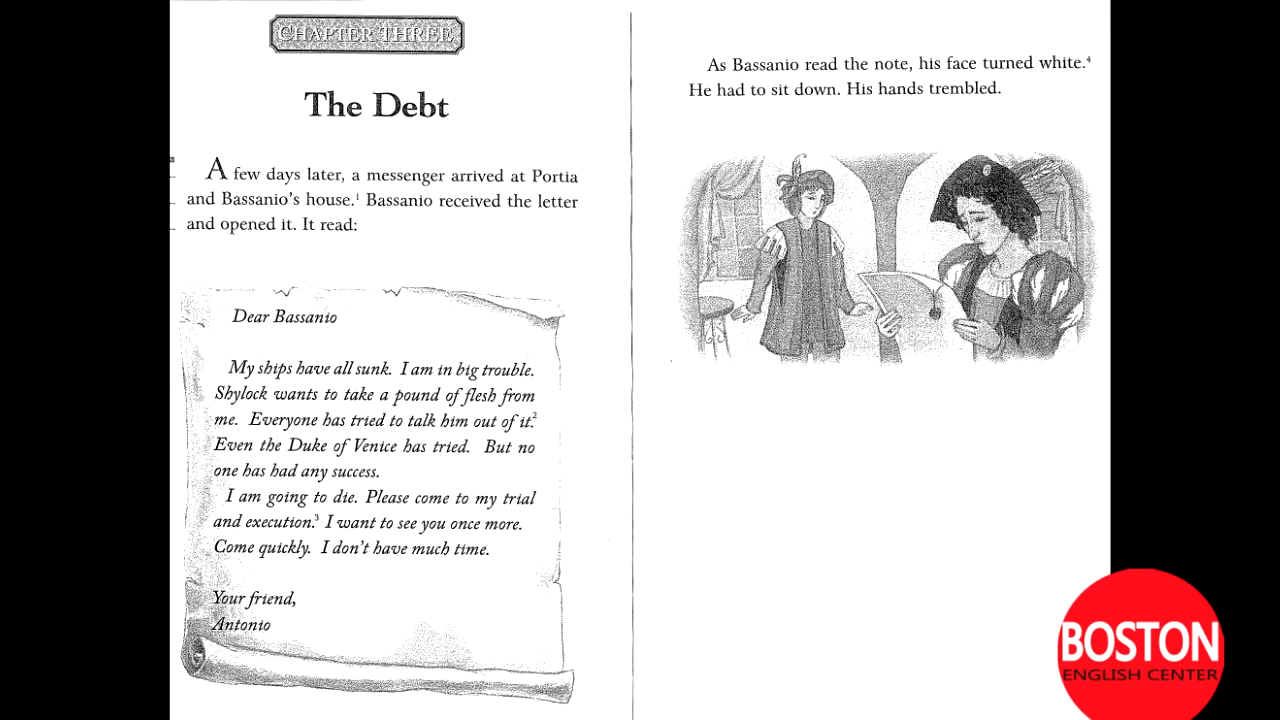 CHAPTER THREE
The Debt
A few days later, a messenger arrived at Portia
and Bassanio's house.¹ Bassanio received the letter
and opened it. It read:
Dear Bassanio
My ships have all sunk. I am in big trouble.
Shylock wants to take a pound of flesh from
me. Everyone has tried to talk him out of it.²
Even the Duke of Venice has tried. But no
one has had any success.
I am going to die. Please come to my trial
and execution.³ I want to see you once more.
Come quickly. I don't have much time.
Your friend,
Antonio
As Bassanio read the note, his face turned white.⁴
He had to sit down. His hands trembled.
BOSTON
ENGLISH CENTER